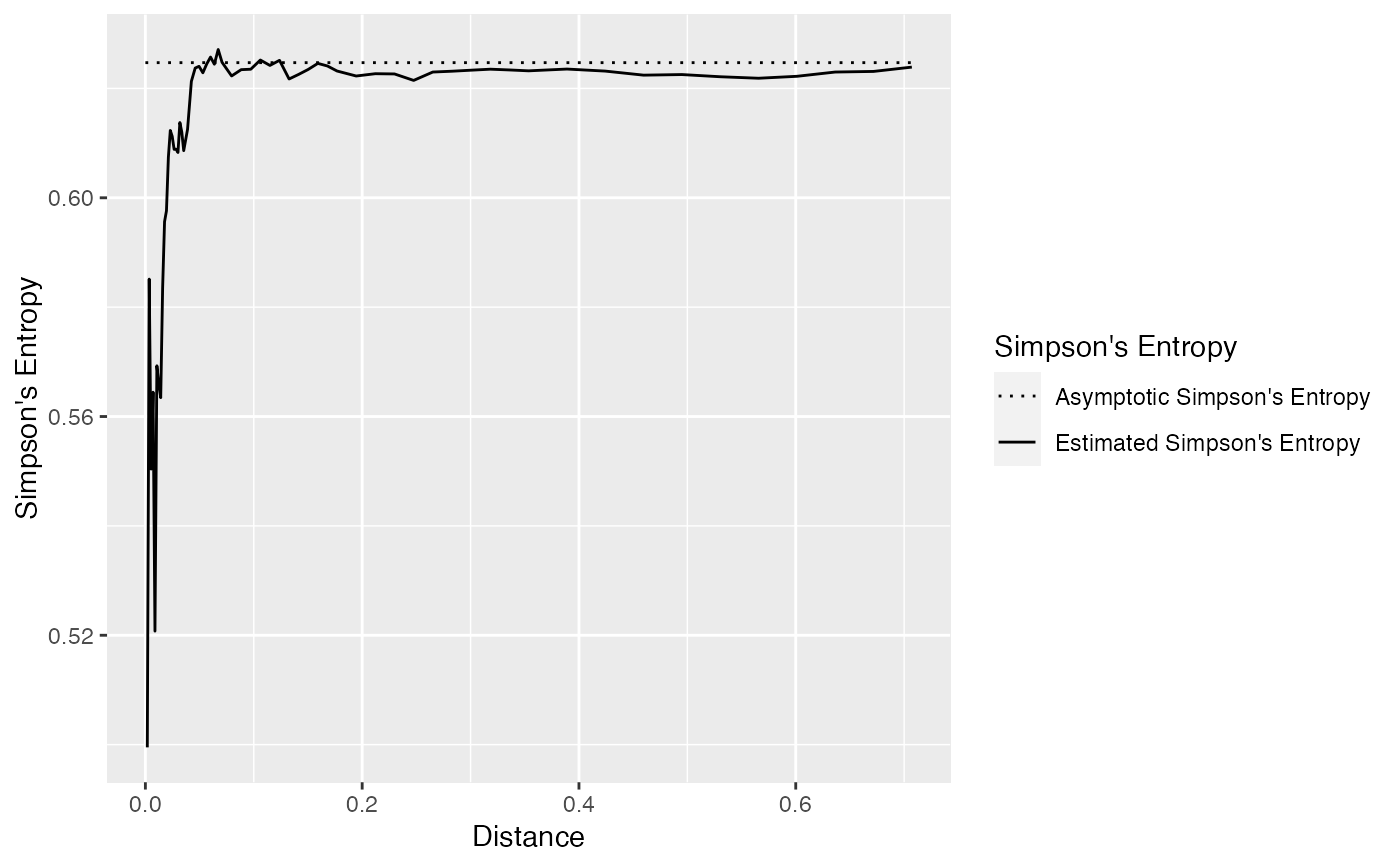 Simpson's Entropy
0.60
0.56
0.52
0.0
0.2
0.4
0.6
Distance
Simpson's Entropy
Asymptotic Simpson's Entropy
Estimated Simpson's Entropy